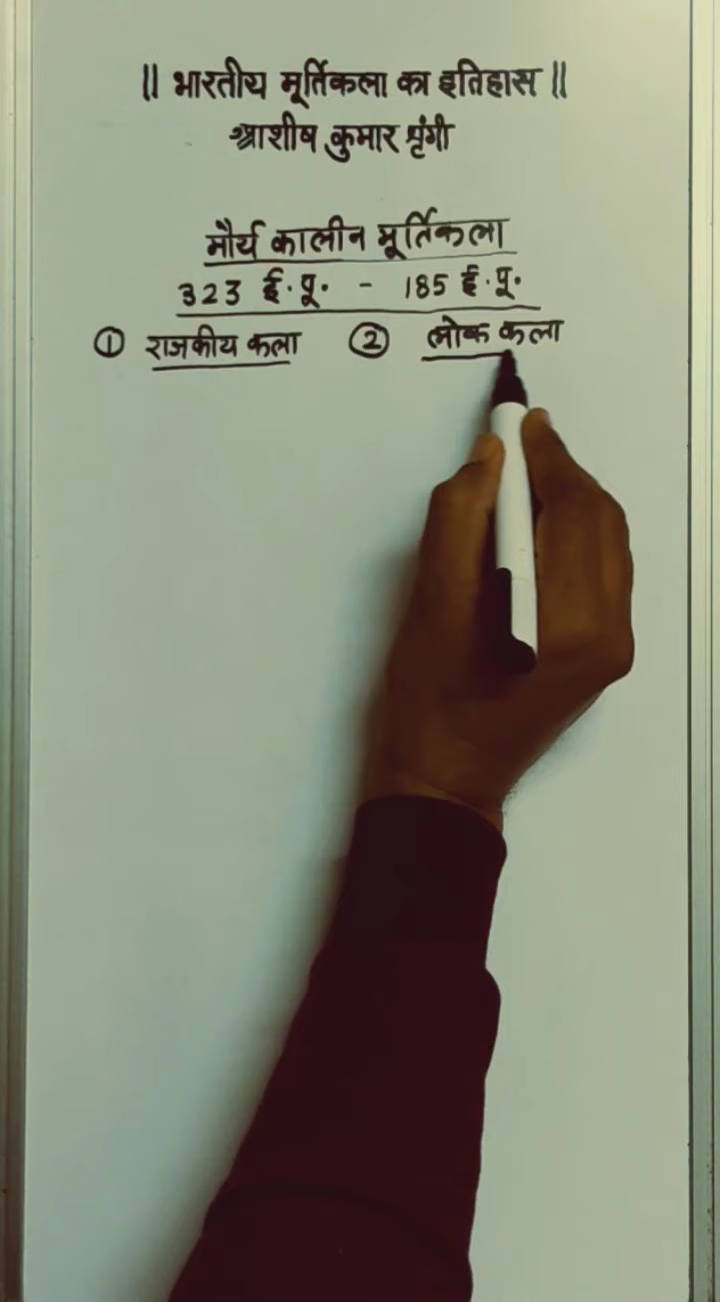 || भारतीय मूर्तिकला का इतिहास ||
आशीष कुमार श्रृंगी
मौर्य कालीन मूर्तिकला
323 ई.पू. - 185 ई.पू.
① राजकीय कला ② लोक कला